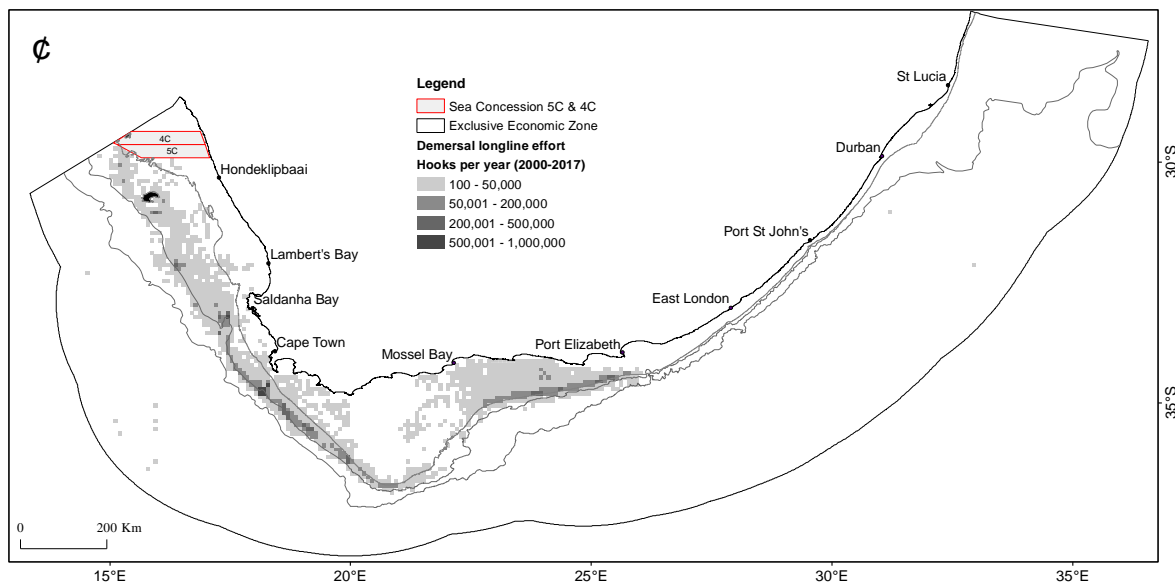 ₵
Legend
Sea Concession 5C & 4C
Exclusive Economic Zone
Demersal longline effort
Hooks per year (2000-2017)
100 - 50,000
50,001 - 200,000
200,001 - 500,000
500,001 - 1,000,000
St Lucia
4C
5C
Durban
30°S
Hondeklipbaai
Port St John's
Lambert's Bay
East London
Saldanha Bay
Cape Town
Mossel Bay
Port Elizabeth
35°S
0 200 Km
15°E 20°E 25°E 30°E 35°E